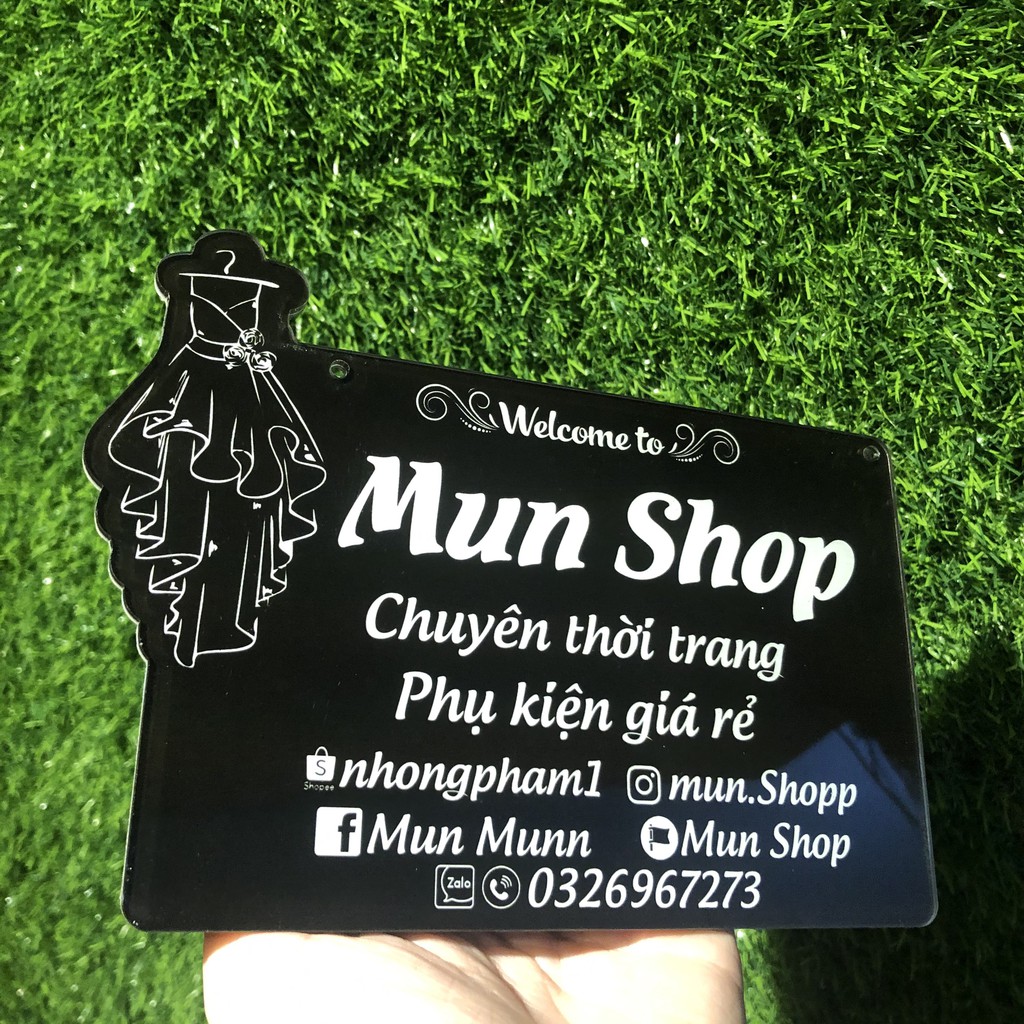 Welcome to
Mun Shop
Chuyên thời trang
Phụ kiện giá rẻ
S Shopee nhongpham1 mun.Shopp
f Mun Munn Mun Shop
Zalo 0326967273